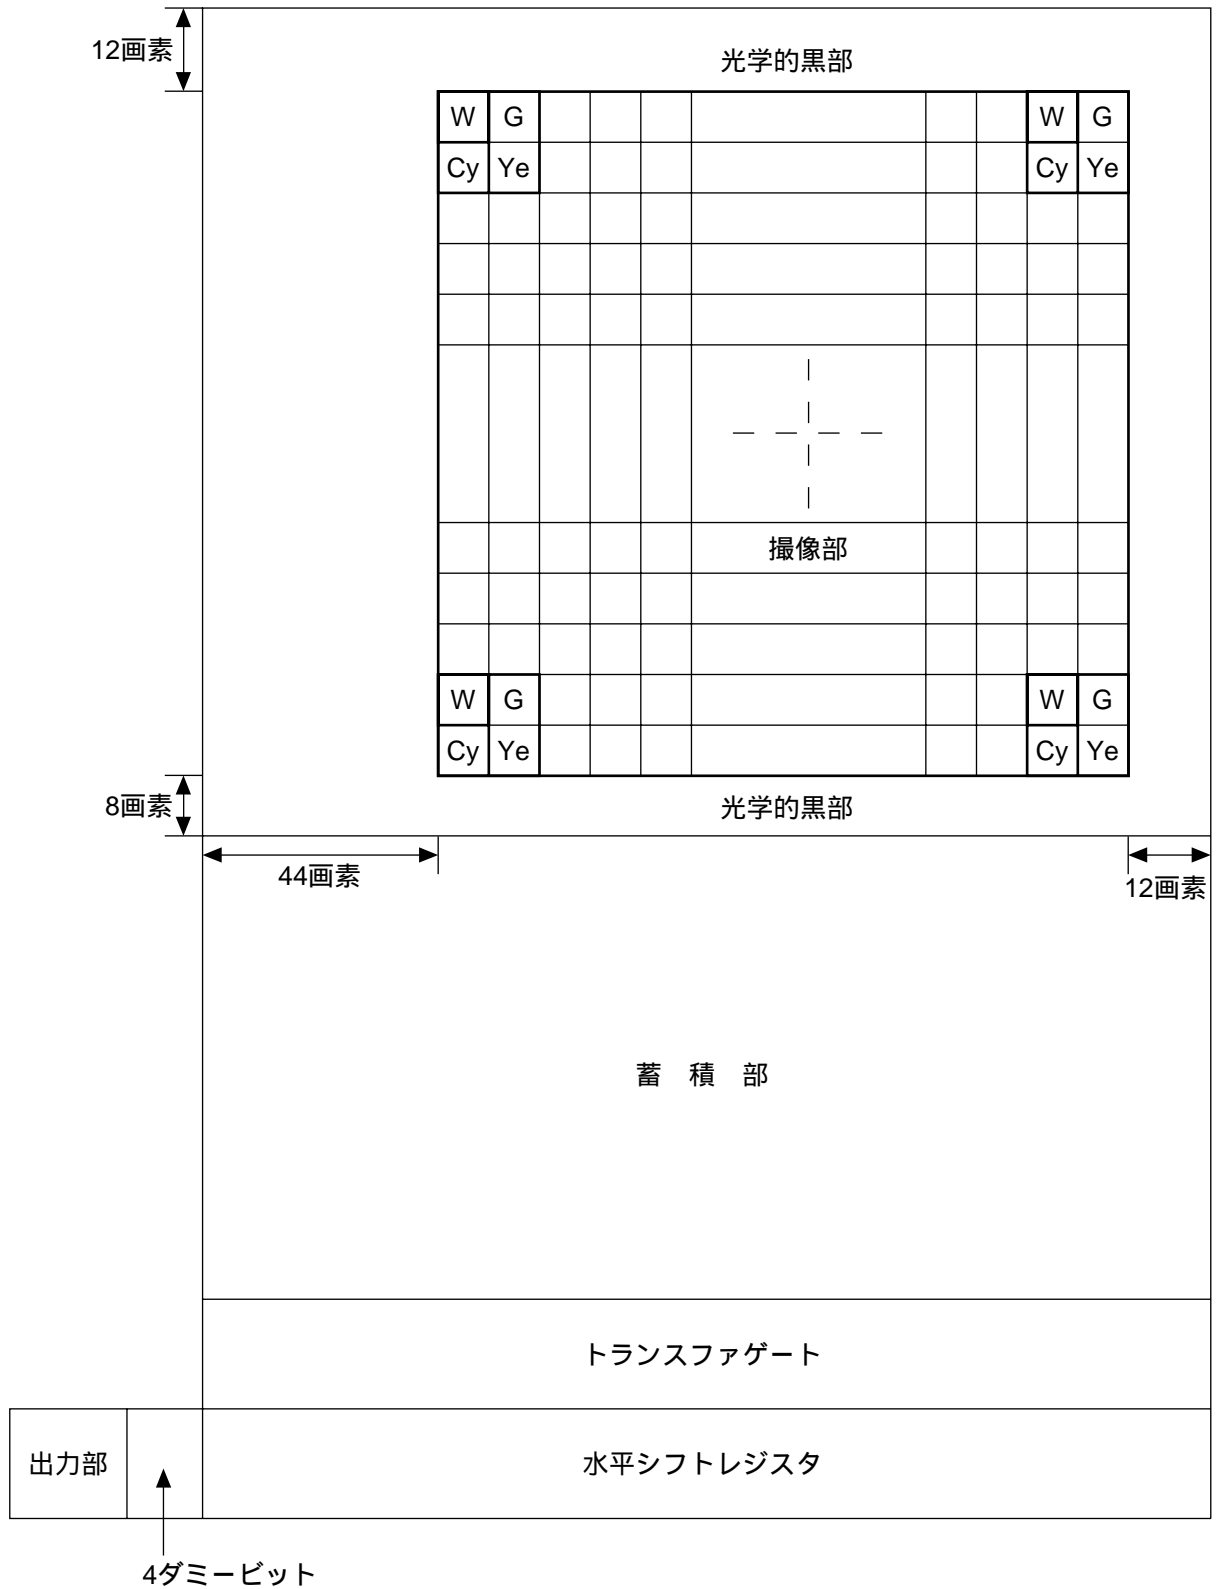 12画素
光学的黒部
W G W G
Cy Ye Cy Ye
撮像部
W G W G
Cy Ye Cy Ye
8画素
光学的黒部
44画素
12画素
蓄 積 部
トランスファゲート
出力部
水平シフトレジスタ
4ダミービット